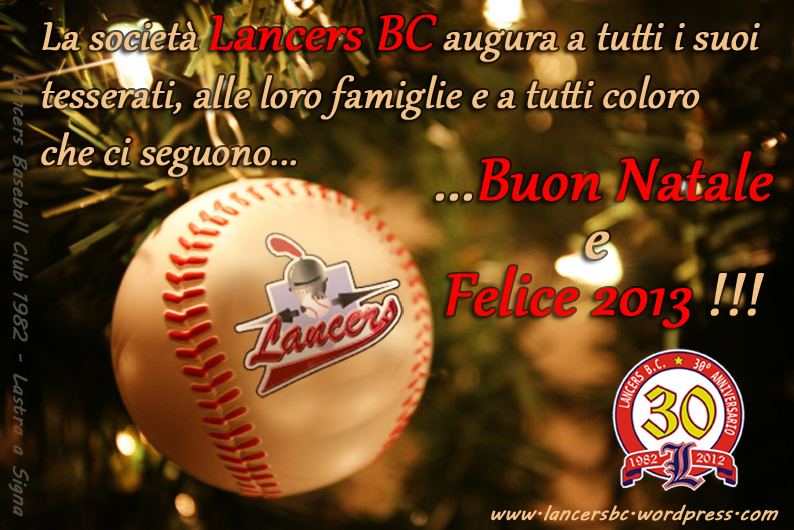 La società Lancers BC augura a tutti i suoi
tesserati, alle loro famiglie e a tutti coloro
che ci seguono...
...Buon Natale
e
Felice 2013 !!!
Lancers Baseball Club 1982 - Lastra a Signa
Lancers
LANCERS B.C. ★ 30° ANNIVERSARIO
30
1982 L 2012
www.lancersbc.wordpress.com